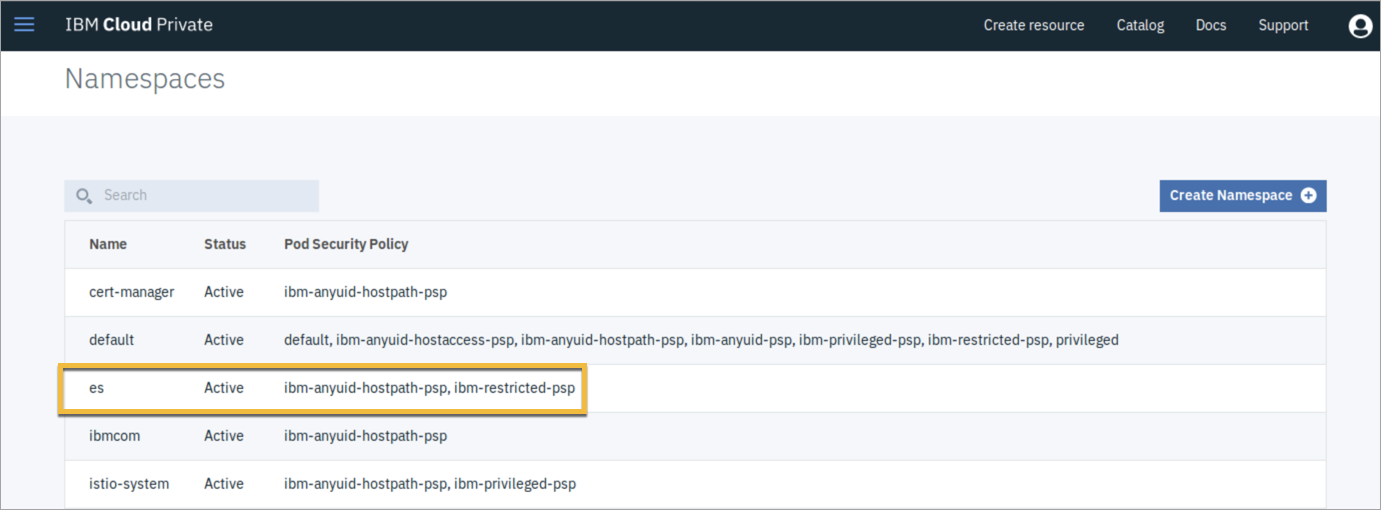 IBM Cloud Private Create resource Catalog Docs Support
Namespaces
Search Create Namespace
Name Status Pod Security Policy
cert-manager Active ibm-anyuid-hostpath-psp
default Active default, ibm-anyuid-hostaccess-psp, ibm-anyuid-hostpath-psp, ibm-anyuid-psp, ibm-privileged-psp, ibm-restricted-psp, privileged
es Active ibm-anyuid-hostpath-psp, ibm-restricted-psp
ibmcom Active ibm-anyuid-hostpath-psp
istio-system Active ibm-anyuid-hostpath-psp, ibm-privileged-psp